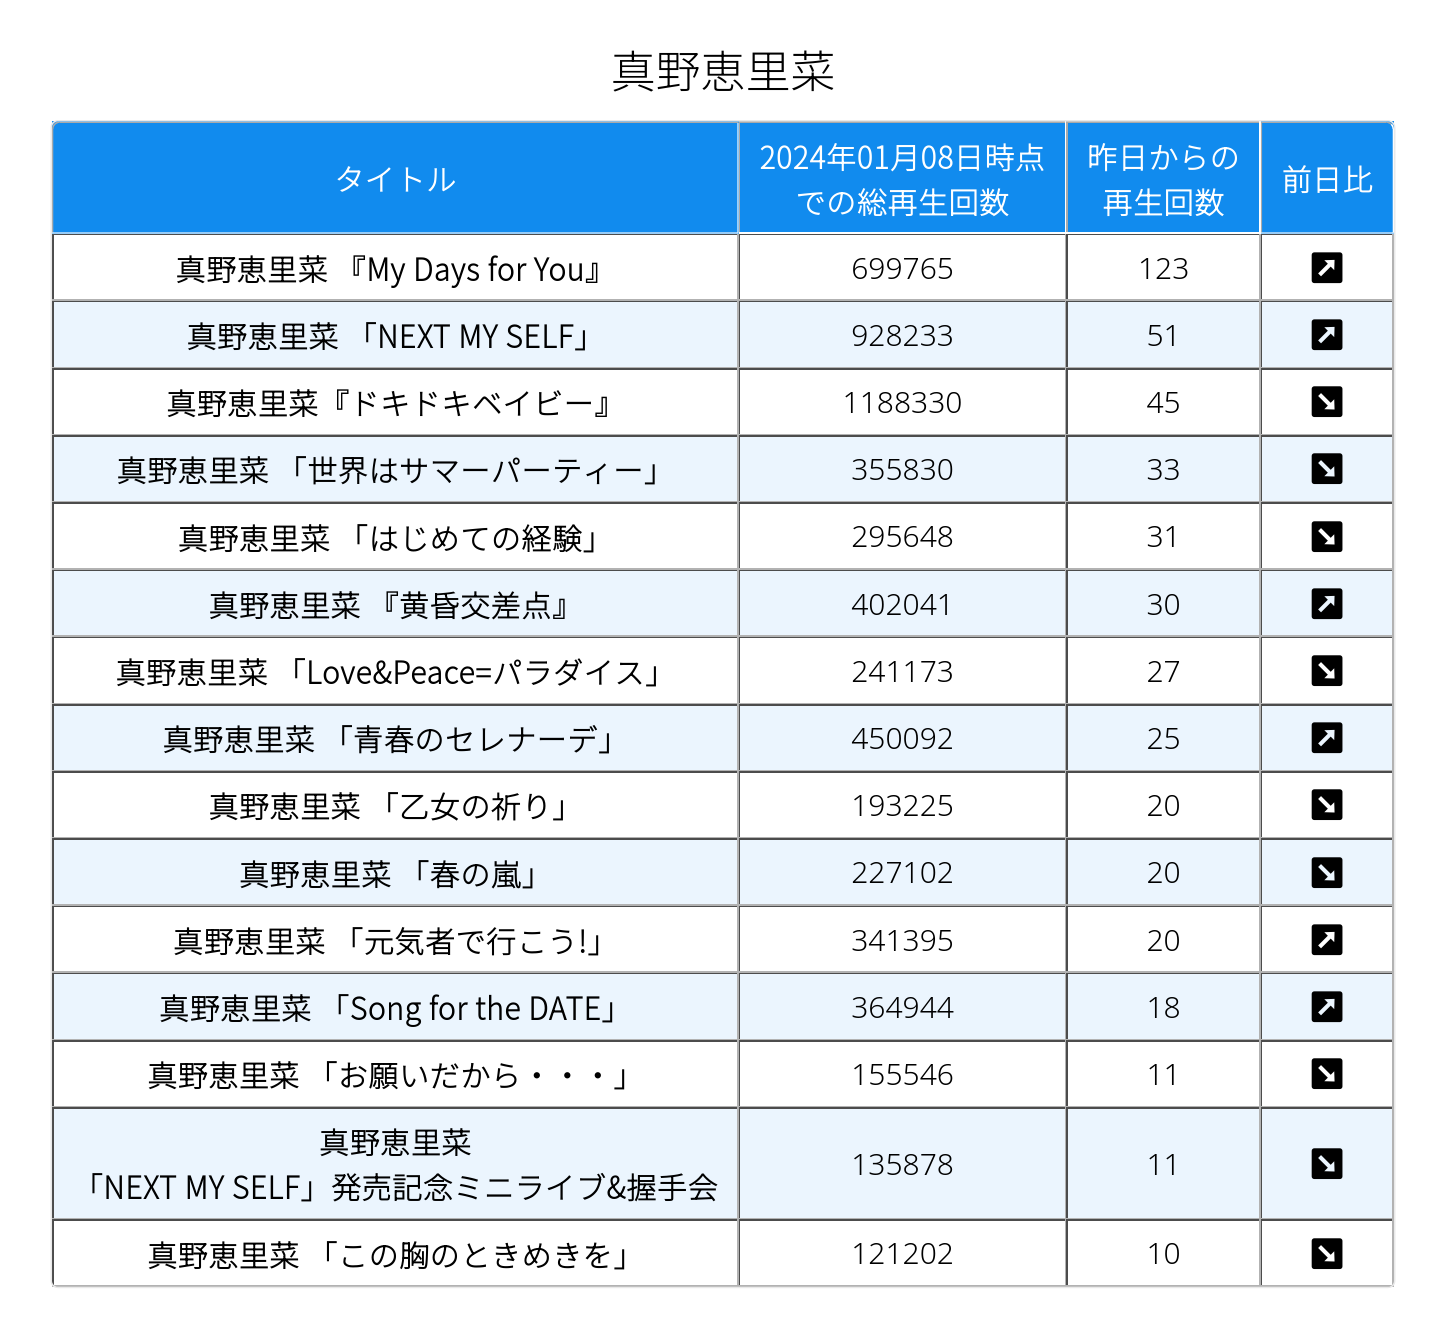 真野恵里菜
タイトル
2024年01月08日時点
での総再生回数
昨日からの
再生回数
前日比
真野恵里菜 『My Days for You』 699765 123 ↗
真野恵里菜 「NEXT MY SELF」 928233 51 ↗
真野恵里菜『ドキドキベイビー』 1188330 45 ↘
真野恵里菜 「世界はサマーパーティー」 355830 33 ↘
真野恵里菜 「はじめての経験」 295648 31 ↘
真野恵里菜 『黄昏交差点』 402041 30 ↗
真野恵里菜 「Love&Peace=パラダイス」 241173 27 ↘
真野恵里菜 「青春のセレナーデ」 450092 25 ↗
真野恵里菜 「乙女の祈り」 193225 20 ↘
真野恵里菜 「春の嵐」 227102 20 ↘
真野恵里菜 「元気者で行こう!」 341395 20 ↗
真野恵里菜 「Song for the DATE」 364944 18 ↗
真野恵里菜 「お願いだから・・・」 155546 11 ↘
真野恵里菜
「NEXT MY SELF」発売記念ミニライブ&握手会 135878 11 ↘
真野恵里菜 「この胸のときめきを」 121202 10 ↘